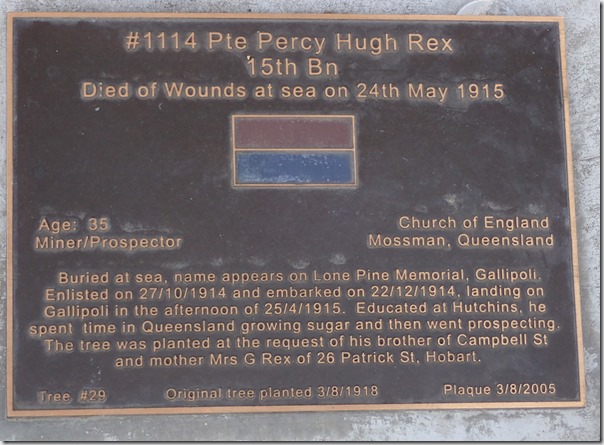 #1114 Pte Percy Hugh Rex
15th Bn
Died of Wounds at sea on 24th May 1915
Age: 35
Church of England
Miner/Prospector
Mossman, Queensland
Buried at sea, name appears on Lone Pine Memorial, Gallipoli.
Enlisted on 27/10/1914 and embarked on 22/12/1914, landing on
Gallipoli in the afternoon of 25/4/1915. Educated at Hutchins, he
spent time in Queensland growing sugar and then went prospecting.
The tree was planted at the request of his brother of Campbell St
and mother Mrs G Rex of 26 Patrick St, Hobart.
Tree #29 Original tree planted 3/8/1918 Plaque 3/8/2005